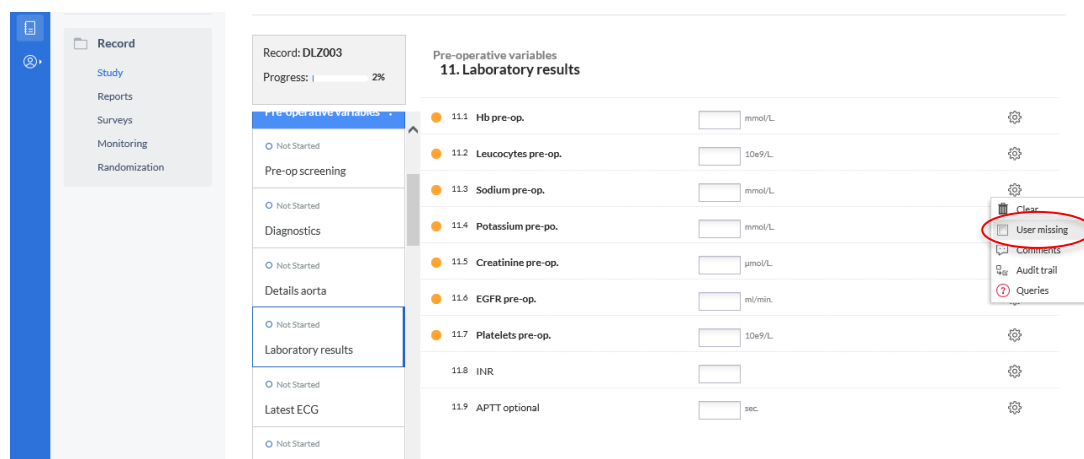 Record
Study
Reports
Surveys
Monitoring
Randomization
Record: DLZ003
Progress: 2%
Pre-operative variables
Not Started
Pre-op screening
Not Started
Diagnostics
Not Started
Details aorta
Not Started
Laboratory results
Not Started
Latest ECG
Not Started
Pre-operative variables
11. Laboratory results
11.1 Hb pre-op. mmol/L.
11.2 Leucocytes pre-op. 10e9/L.
11.3 Sodium pre-op. mmol/L.
11.4 Potassium pre-po. mmol/L.
11.5 Creatinine pre-op. μmol/L.
11.6 EGFR pre-op. ml/min.
11.7 Platelets pre-op. 10e9/L.
11.8 INR
11.9 APTT optional sec.
Clear
User missing
Comments
Audit trail
Queries